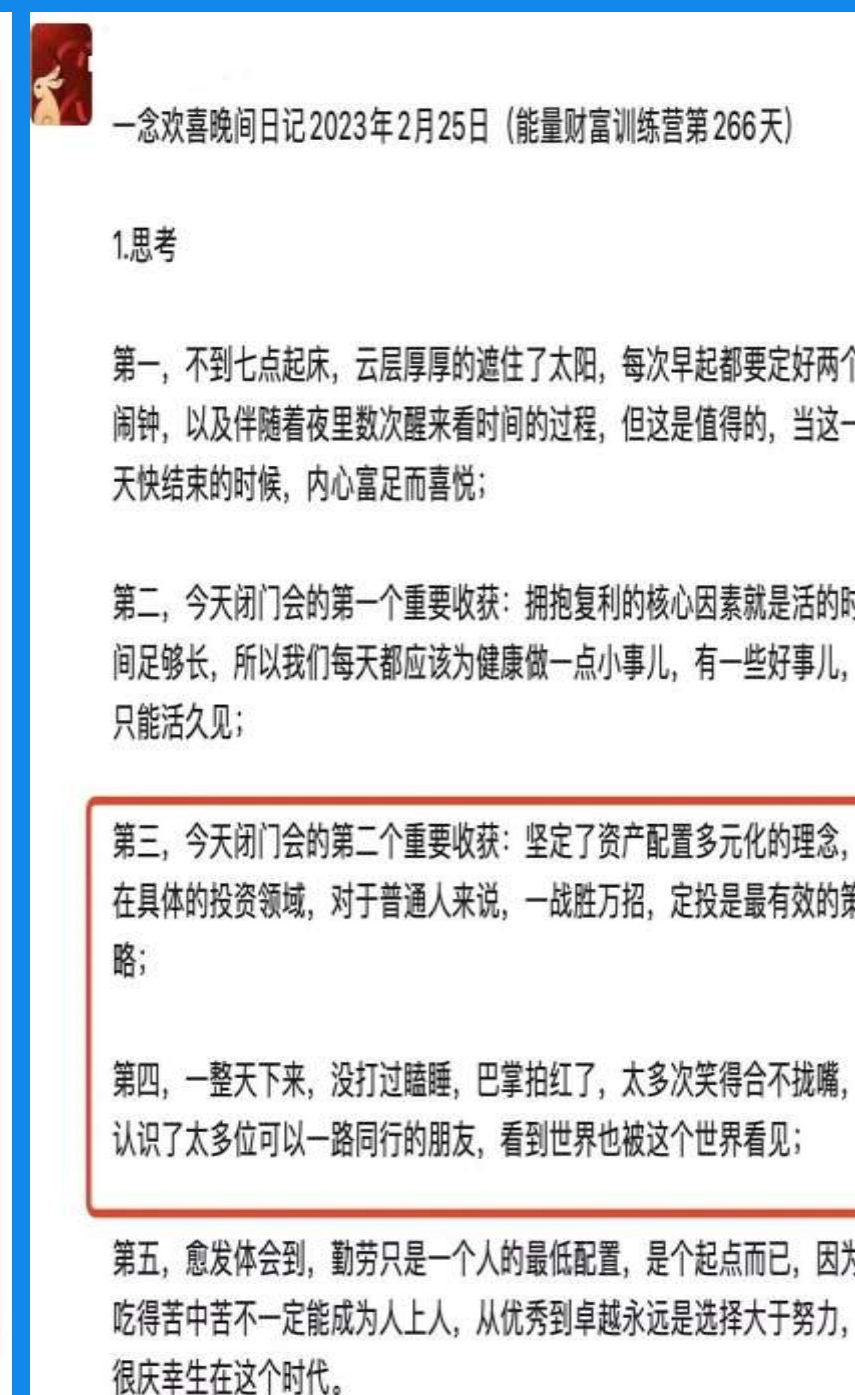 一念欢喜晚间日记2023年2月25日（能量财富训练营第266天）
1.思考
第一，不到七点起床，云层厚厚的遮住了太阳，每次早起都要定好两个
闹钟，以及伴随着夜里数次醒来看时间的过程，但这是值得的，当这一
天快结束的时候，内心富足而喜悦；
第二，今天闭门会的第一个重要收获：拥抱复利的核心因素就是活的时
间足够长，所以我们每天都应该为健康做一点小事儿，有一些好事儿，
只能活久见；
第三，今天闭门会的第二个重要收获：坚定了资产配置多元化的理念，
在具体的投资领域，对于普通人来说，一战胜万招，定投是最有效的策
略；
第四，一整天下来，没打过瞌睡，巴掌拍红了，太多次笑得合不拢嘴，
认识了太多位可以一路同行的朋友，看到世界也被这个世界看见；
第五，愈发体会到，勤劳只是一个人的最低配置，是个起点而已，因为
吃得苦中苦不一定能成为人上人，从优秀到卓越永远是选择大于努力，
很庆幸生在这个时代。